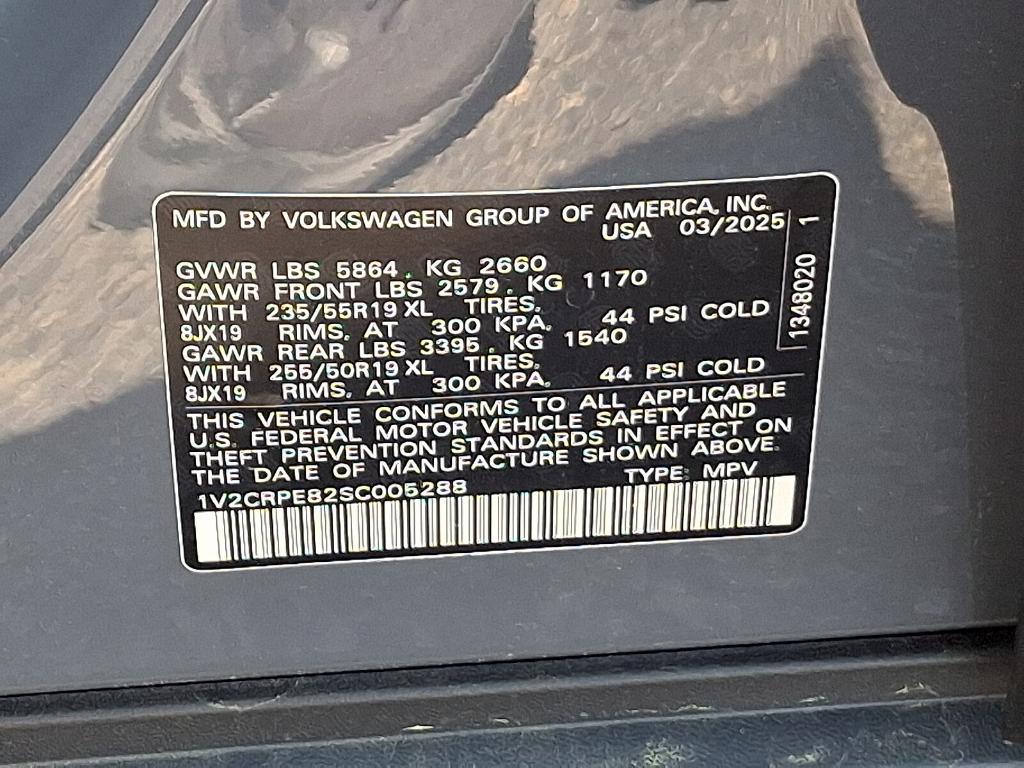 MFD BY VOLKSWAGEN GROUP OF AMERICA, INC.
USA 03/2025
GVWR LBS 5864. KG 2660
GAWR FRONT LBS 2579. KG 1170
WITH 235/55R19 XL TIRES.
8JX19 RIMS. AT 300 KPA. 44 PSI COLD
GAWR REAR LBS 3395. KG 1540
WITH 255/50R19 XL TIRES.
8JX19 RIMS. AT 300 KPA. 44 PSI COLD
THIS VEHICLE CONFORMS TO ALL APPLICABLE
U.S. FEDERAL MOTOR VEHICLE SAFETY AND
THEFT PREVENTION STANDARDS IN EFFECT ON
THE DATE OF MANUFACTURE SHOWN ABOVE.
1V2CRPE82SC005288 TYPE: MPV
1348020 1